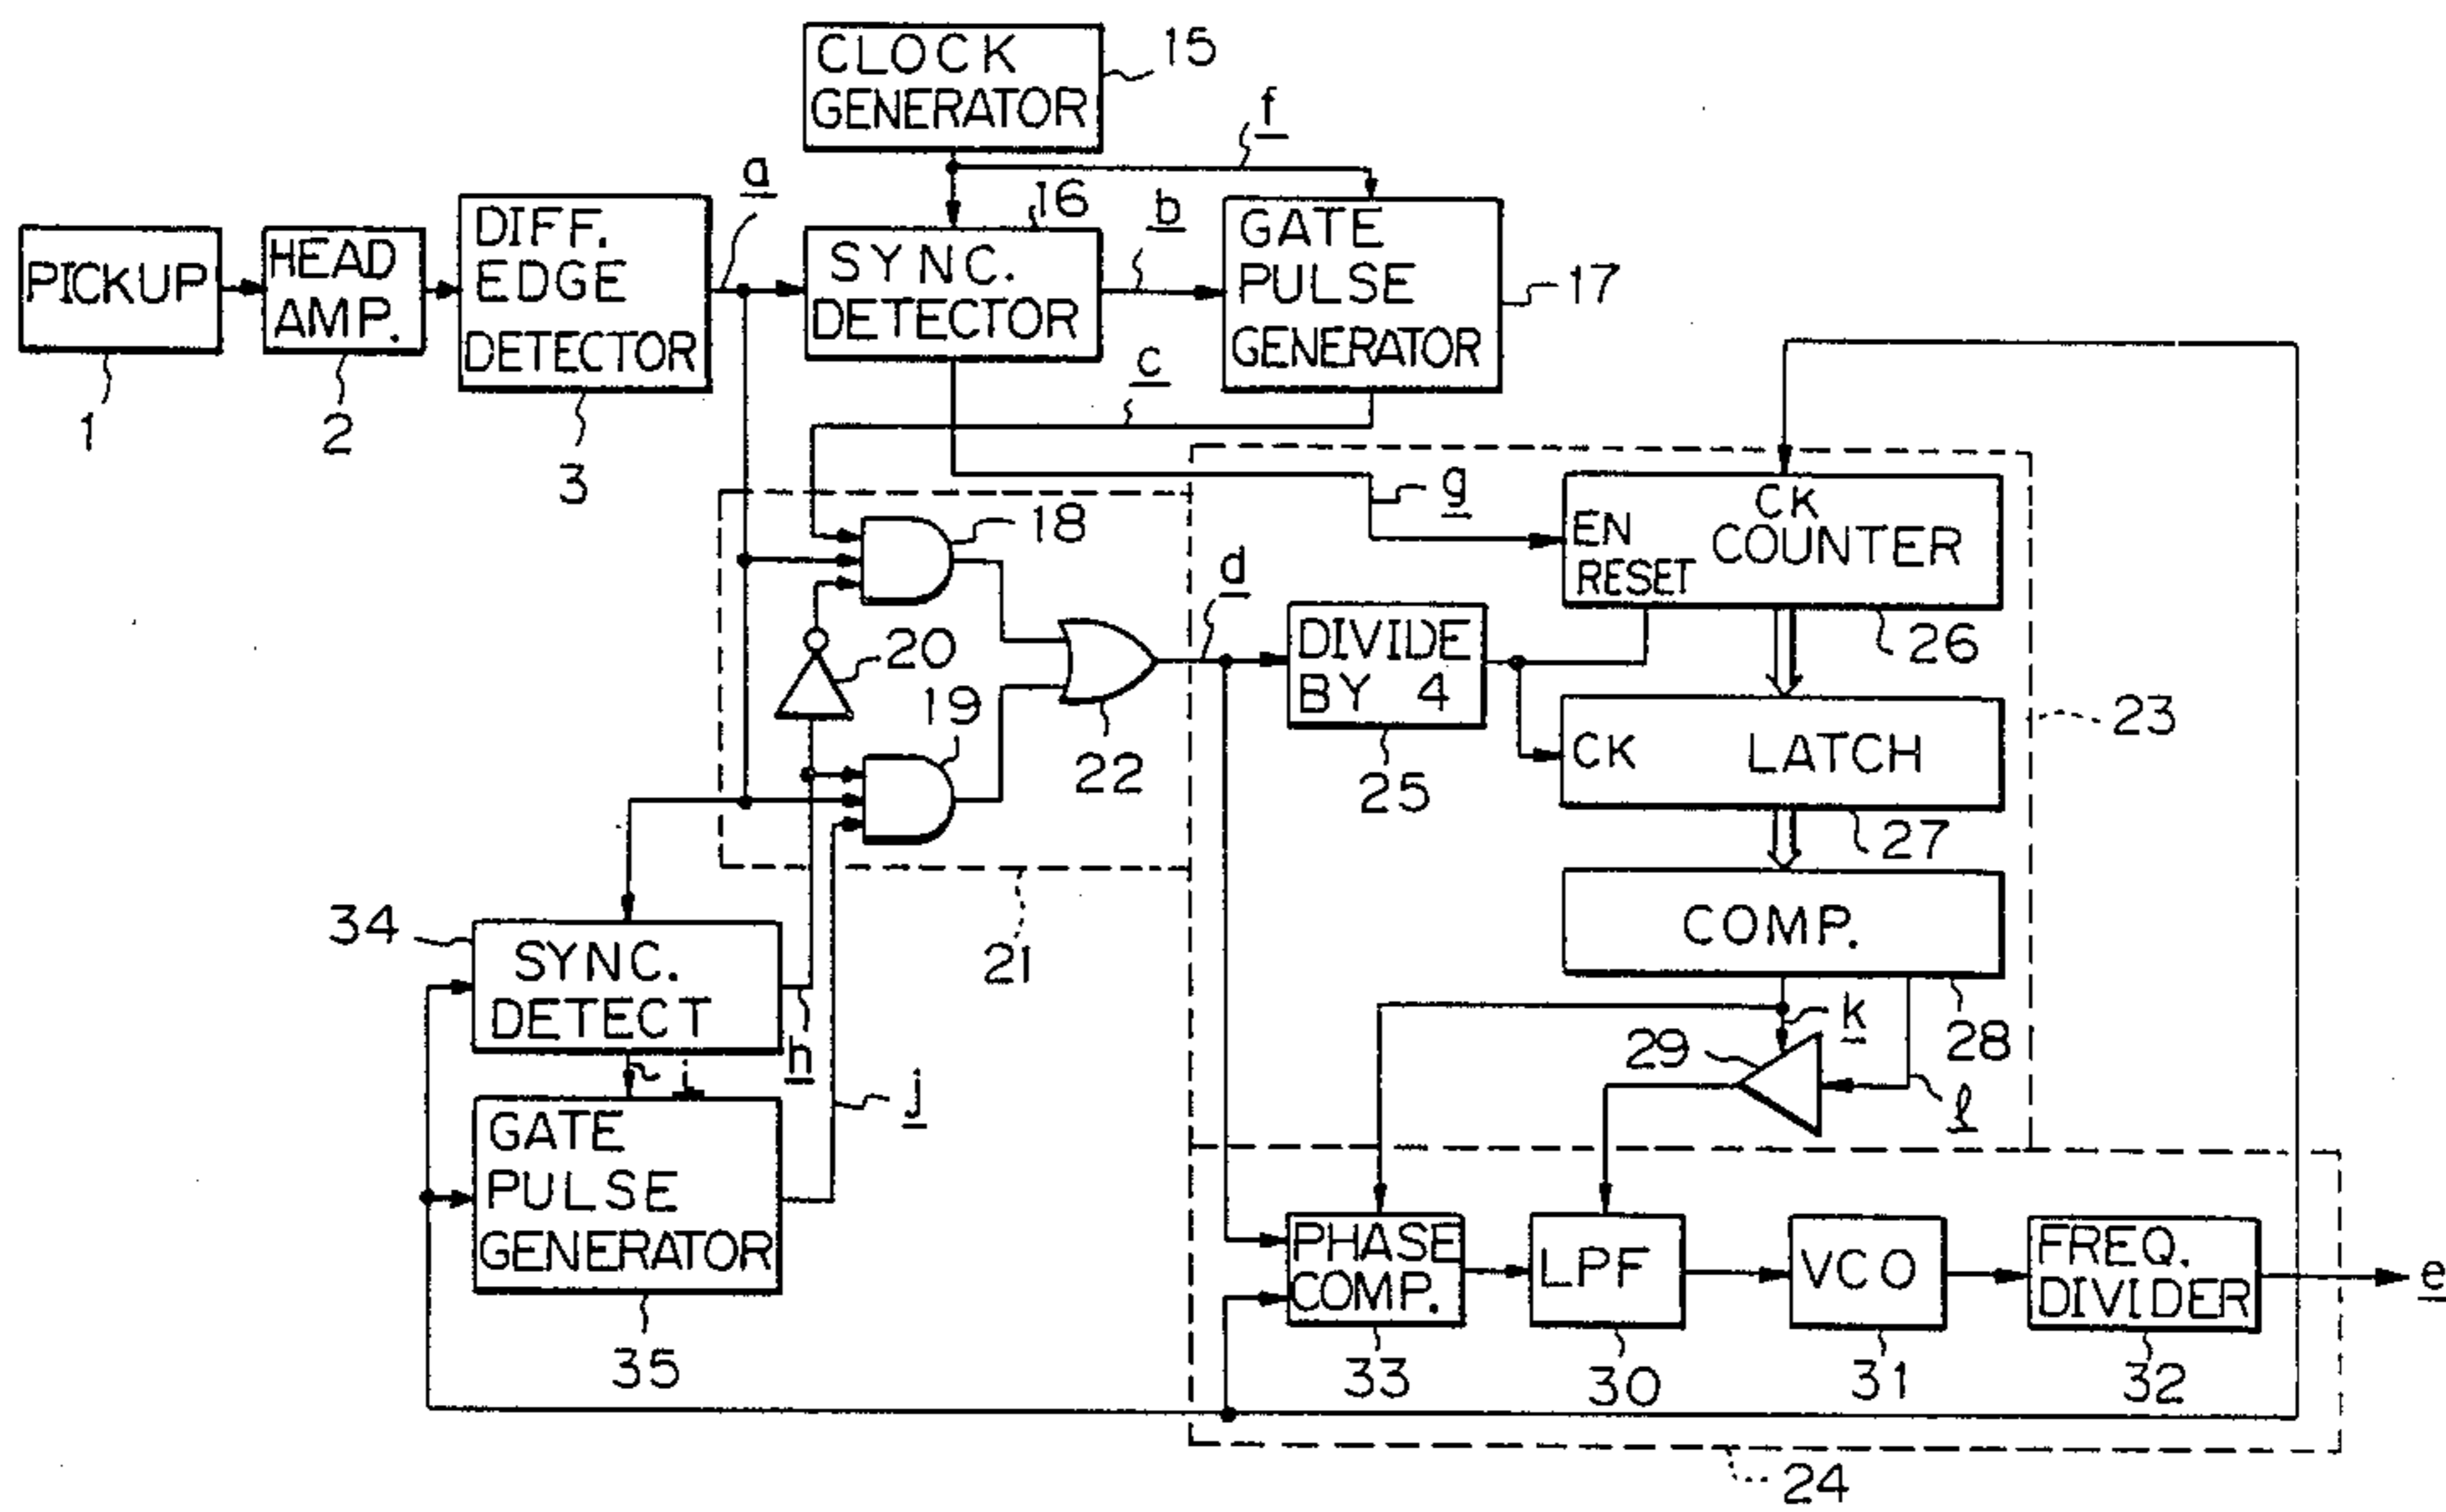 CLOCK
GENERATOR
15
f
a
16
b
PICKUP
1
HEAD
AMP.
2
DIFF.
EDGE
DETECTOR
3
SYNC.
DETECTOR
GATE
PULSE
GENERATOR
17
c
g
18
CK
EN
COUNTER
RESET
26
d
20
19
22
DIVIDE
BY 4
25
CK
LATCH
27
23
COMP.
28
k
29
l
21
34
SYNC.
DETECT
h
i
j
GATE
PULSE
GENERATOR
35
PHASE
COMP.
33
LPF
30
VCO
31
FREQ.
DIVIDER
32
e
24